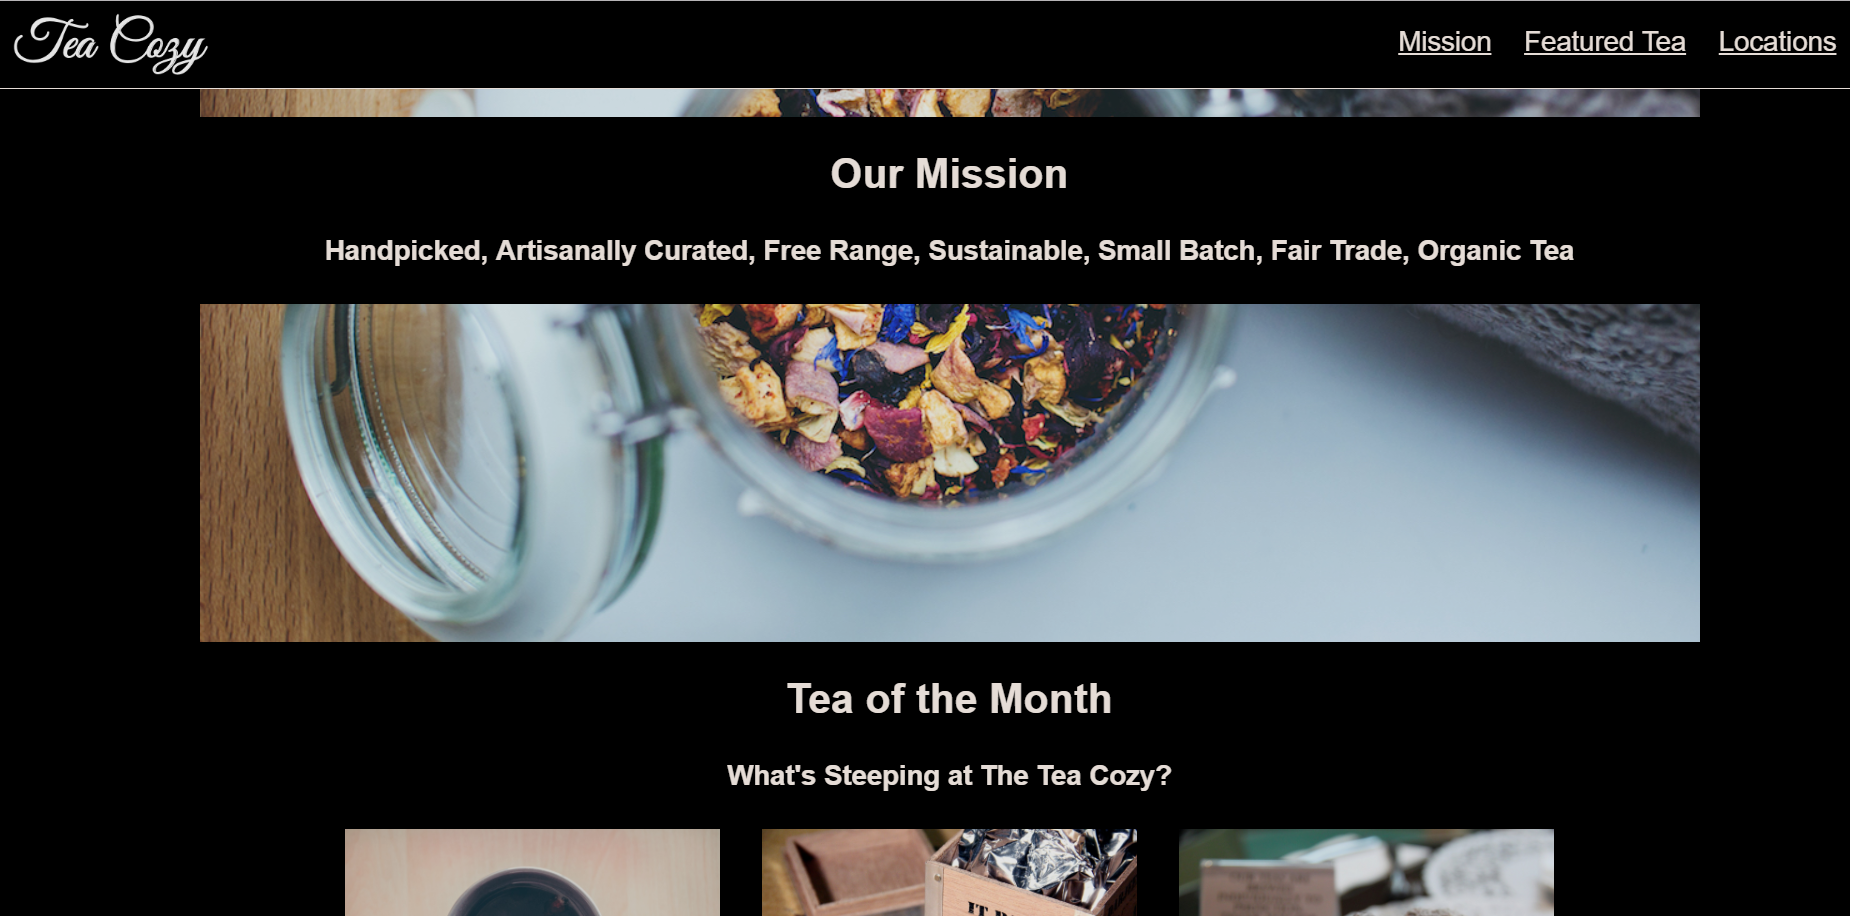 Tea Cozy
Mission Featured Tea Locations
Our Mission
Handpicked, Artisanally Curated, Free Range, Sustainable, Small Batch, Fair Trade, Organic Tea
Tea of the Month
What's Steeping at The Tea Cozy?
IT